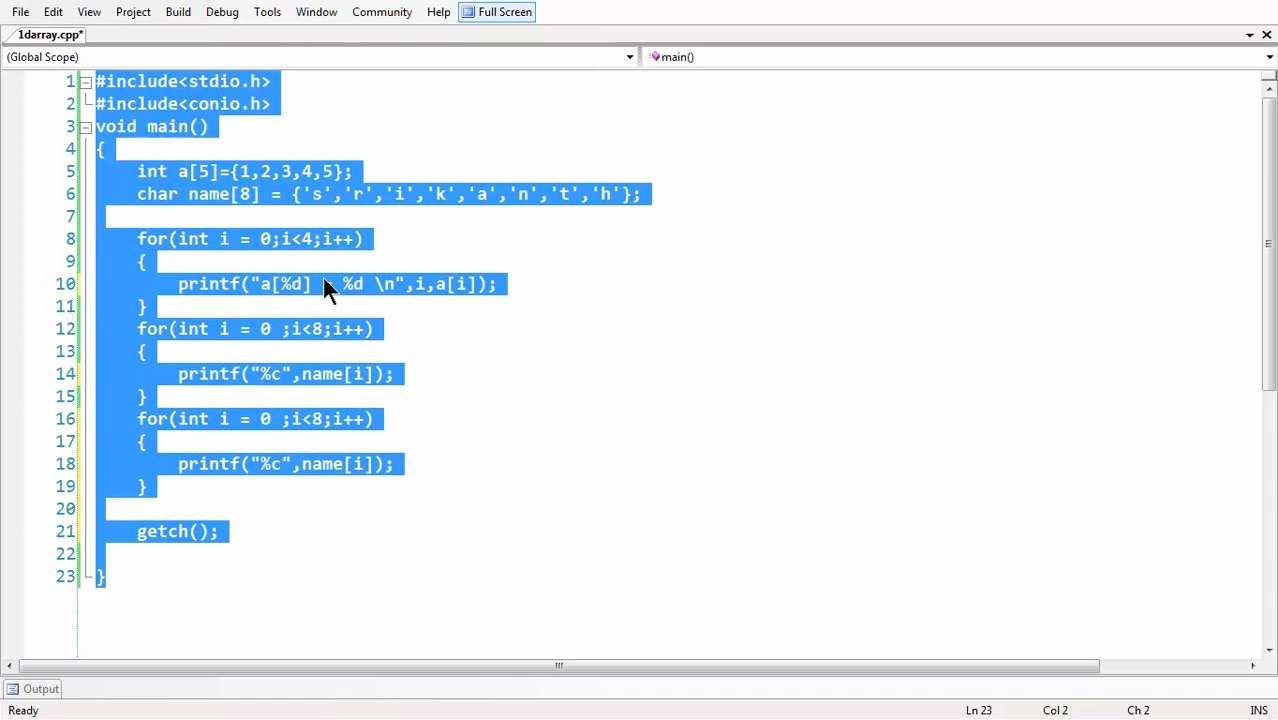 File Edit View Project Build Debug Tools Window Community Help Full Screen
1darray.cpp*
(Global Scope) main()
1 #include<stdio.h>
2 #include<conio.h>
3 void main()
4 {
5 int a[5]={1,2,3,4,5};
6 char name[8] = {'s','r','i','k','a','n','t','h'};
7
8 for(int i = 0;i<4;i++)
9 {
10 printf("a[%d] %d \n",i,a[i]);
11 }
12 for(int i = 0 ;i<8;i++)
13 {
14 printf("%c",name[i]);
15 }
16 for(int i = 0 ;i<8;i++)
17 {
18 printf("%c",name[i]);
19 }
20
21 getch();
22
23 }
Output
Ready Ln 23 Col 2 Ch 2 INS